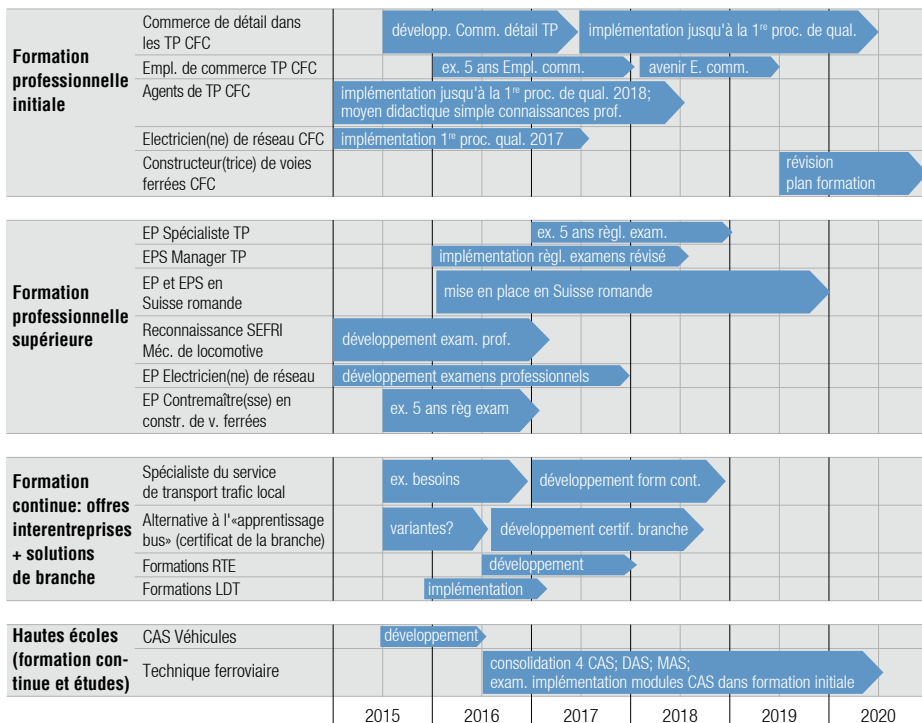 Formation
professionnelle
initiale
Commerce de détail dans
les TP CFC
développ. Comm. détail TP
implémentation jusqu'à la 1re proc. de qual.
Empl. de commerce TP CFC
ex. 5 ans Empl. comm.
avenir E. comm.
Agents de TP CFC
implémentation jusqu'à la 1re proc. de qual. 2018;
moyen didactique simple connaissances prof.
Electricien(ne) de réseau CFC
implémentation 1re proc. qual. 2017
Constructeur(trice) de voies
ferrées CFC
révision
plan formation
Formation
professionnelle
supérieure
EP Spécialiste TP
ex. 5 ans règl. exam.
EPS Manager TP
implémentation règl. examens révisé
EP et EPS en
Suisse romande
mise en place en Suisse romande
Reconnaissance SEFRI
Méc. de locomotive
développement exam. prof.
EP Electricien(ne) de réseau
développement examens professionnels
EP Contremaître(sse) en
constr. de v. ferrées
ex. 5 ans règ exam
Formation
continue: offres
interentreprises
+ solutions
de branche
Spécialiste du service
de transport trafic local
ex. besoins
développement form cont.
Alternative à l'«apprentissage
bus» (certificat de la branche)
variantes?
développement certif. branche
Formations RTE
développement
Formations LDT
implémentation
Hautes écoles
(formation con-
tinue et études)
CAS Véhicules
développement
Technique ferroviaire
consolidation 4 CAS; DAS; MAS;
exam. implémentation modules CAS dans formation initiale
2015 2016 2017 2018 2019 2020